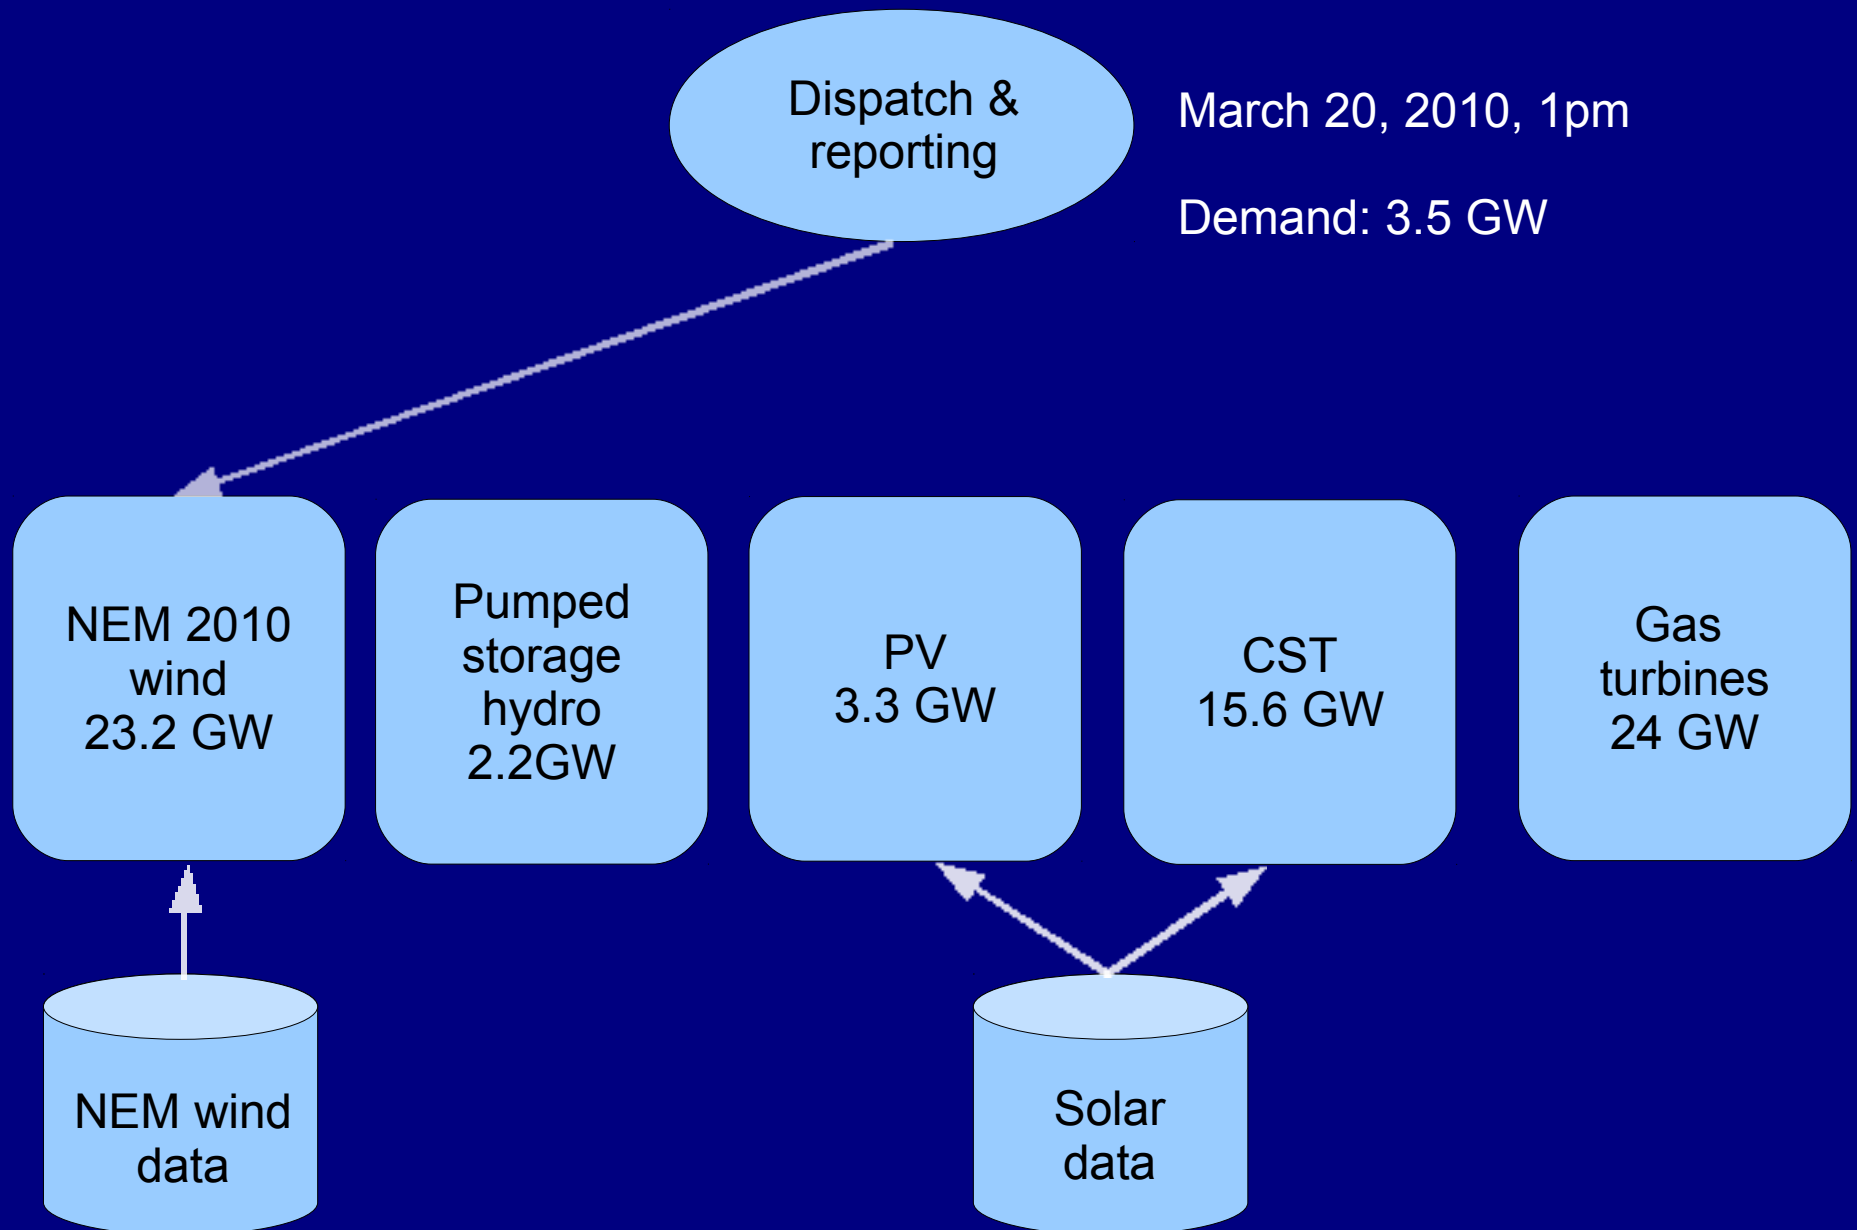 Dispatch &
reporting
March 20, 2010, 1pm
Demand: 3.5 GW
NEM 2010
wind
23.2 GW
Pumped
storage
hydro
2.2GW
PV
3.3 GW
CST
15.6 GW
Gas
turbines
24 GW
NEM wind
data
Solar
data